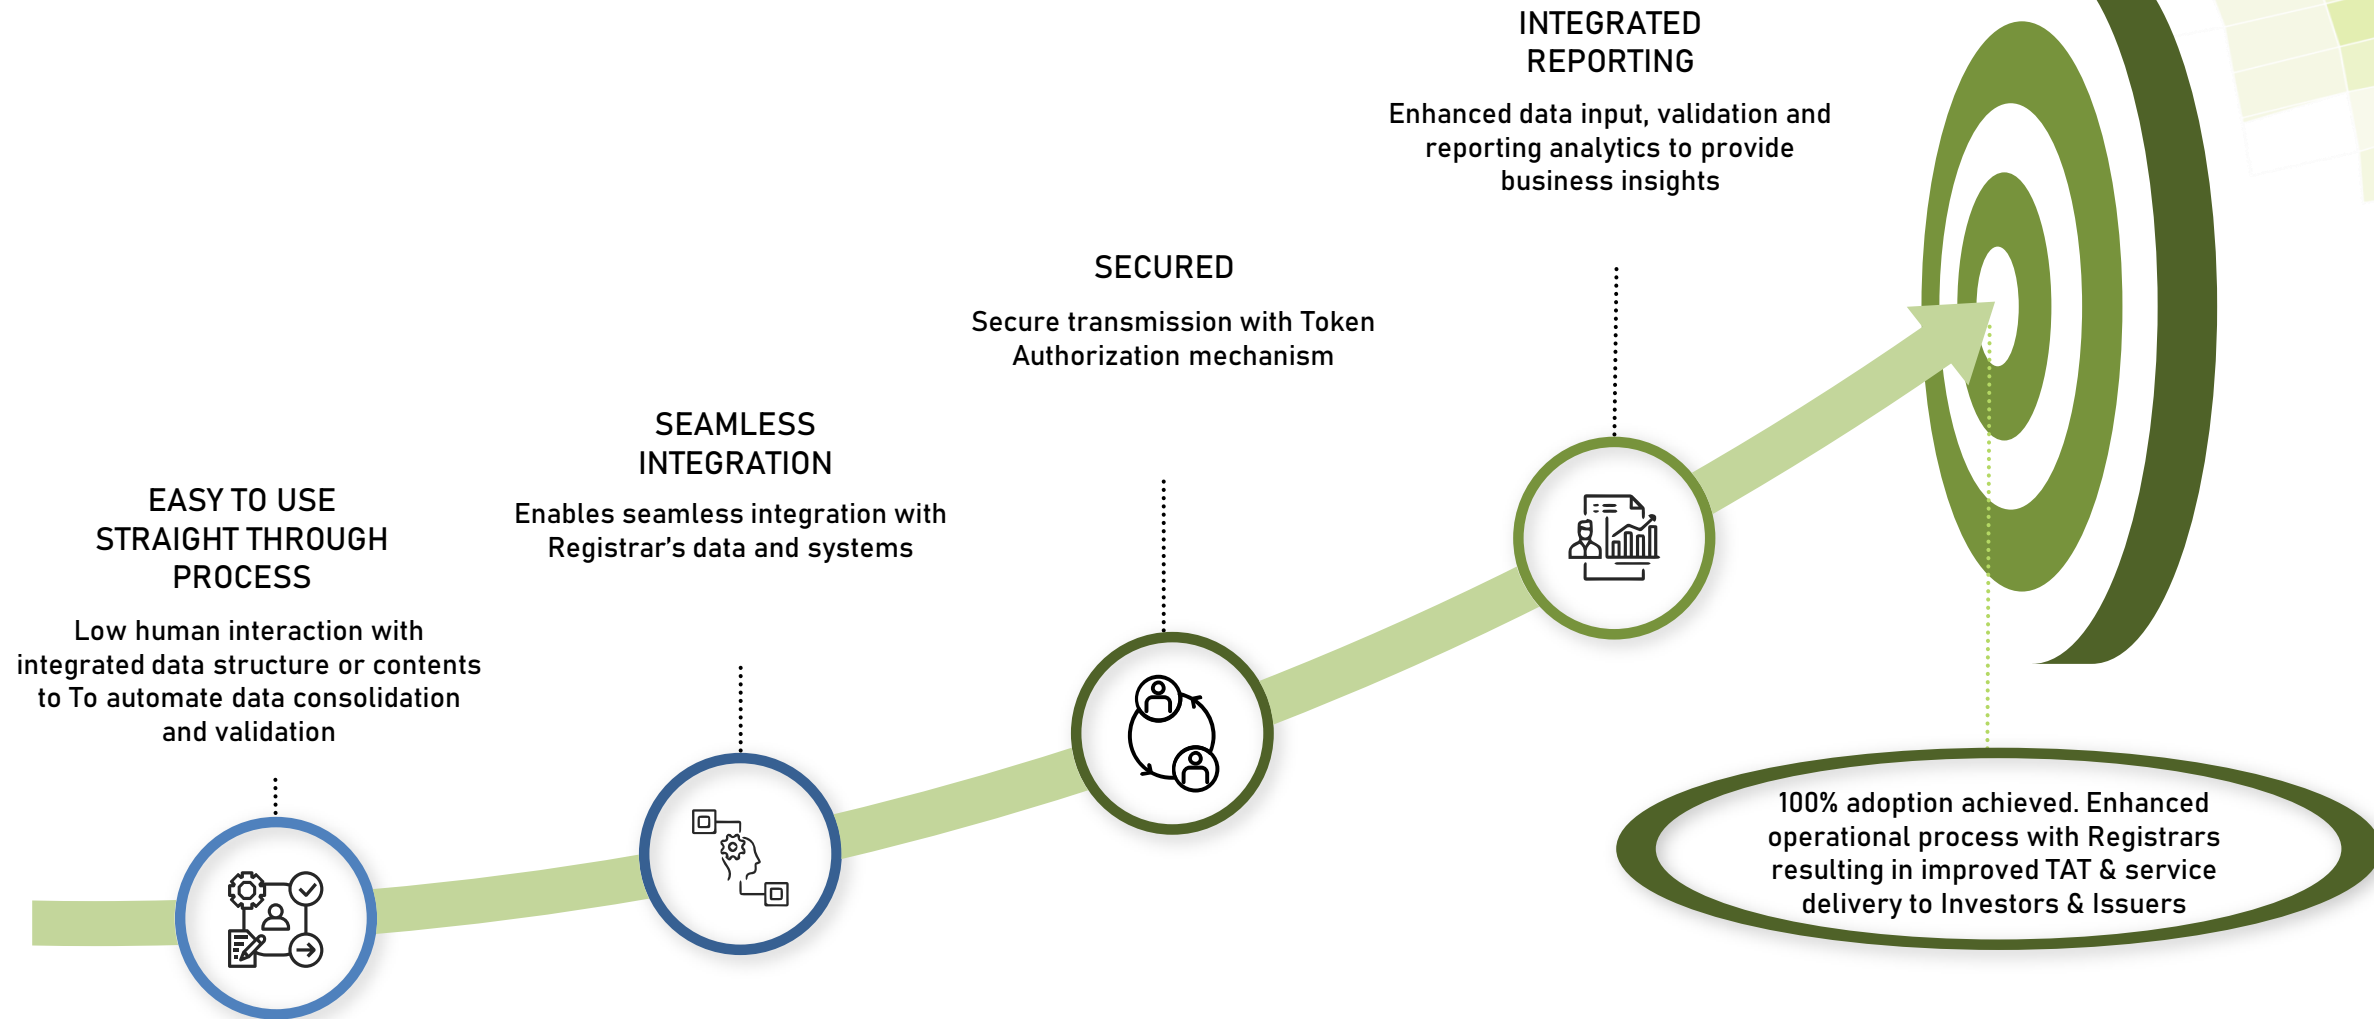 EASY TO USE
STRAIGHT THROUGH
PROCESS
Low human interaction with
integrated data structure or contents
to To automate data consolidation
and validation
SEAMLESS
INTEGRATION
Enables seamless integration with
Registrar’s data and systems
SECURED
Secure transmission with Token
Authorization mechanism
INTEGRATED
REPORTING
Enhanced data input, validation and
reporting analytics to provide
business insights
100% adoption achieved. Enhanced
operational process with Registrars
resulting in improved TAT & service
delivery to Investors & Issuers